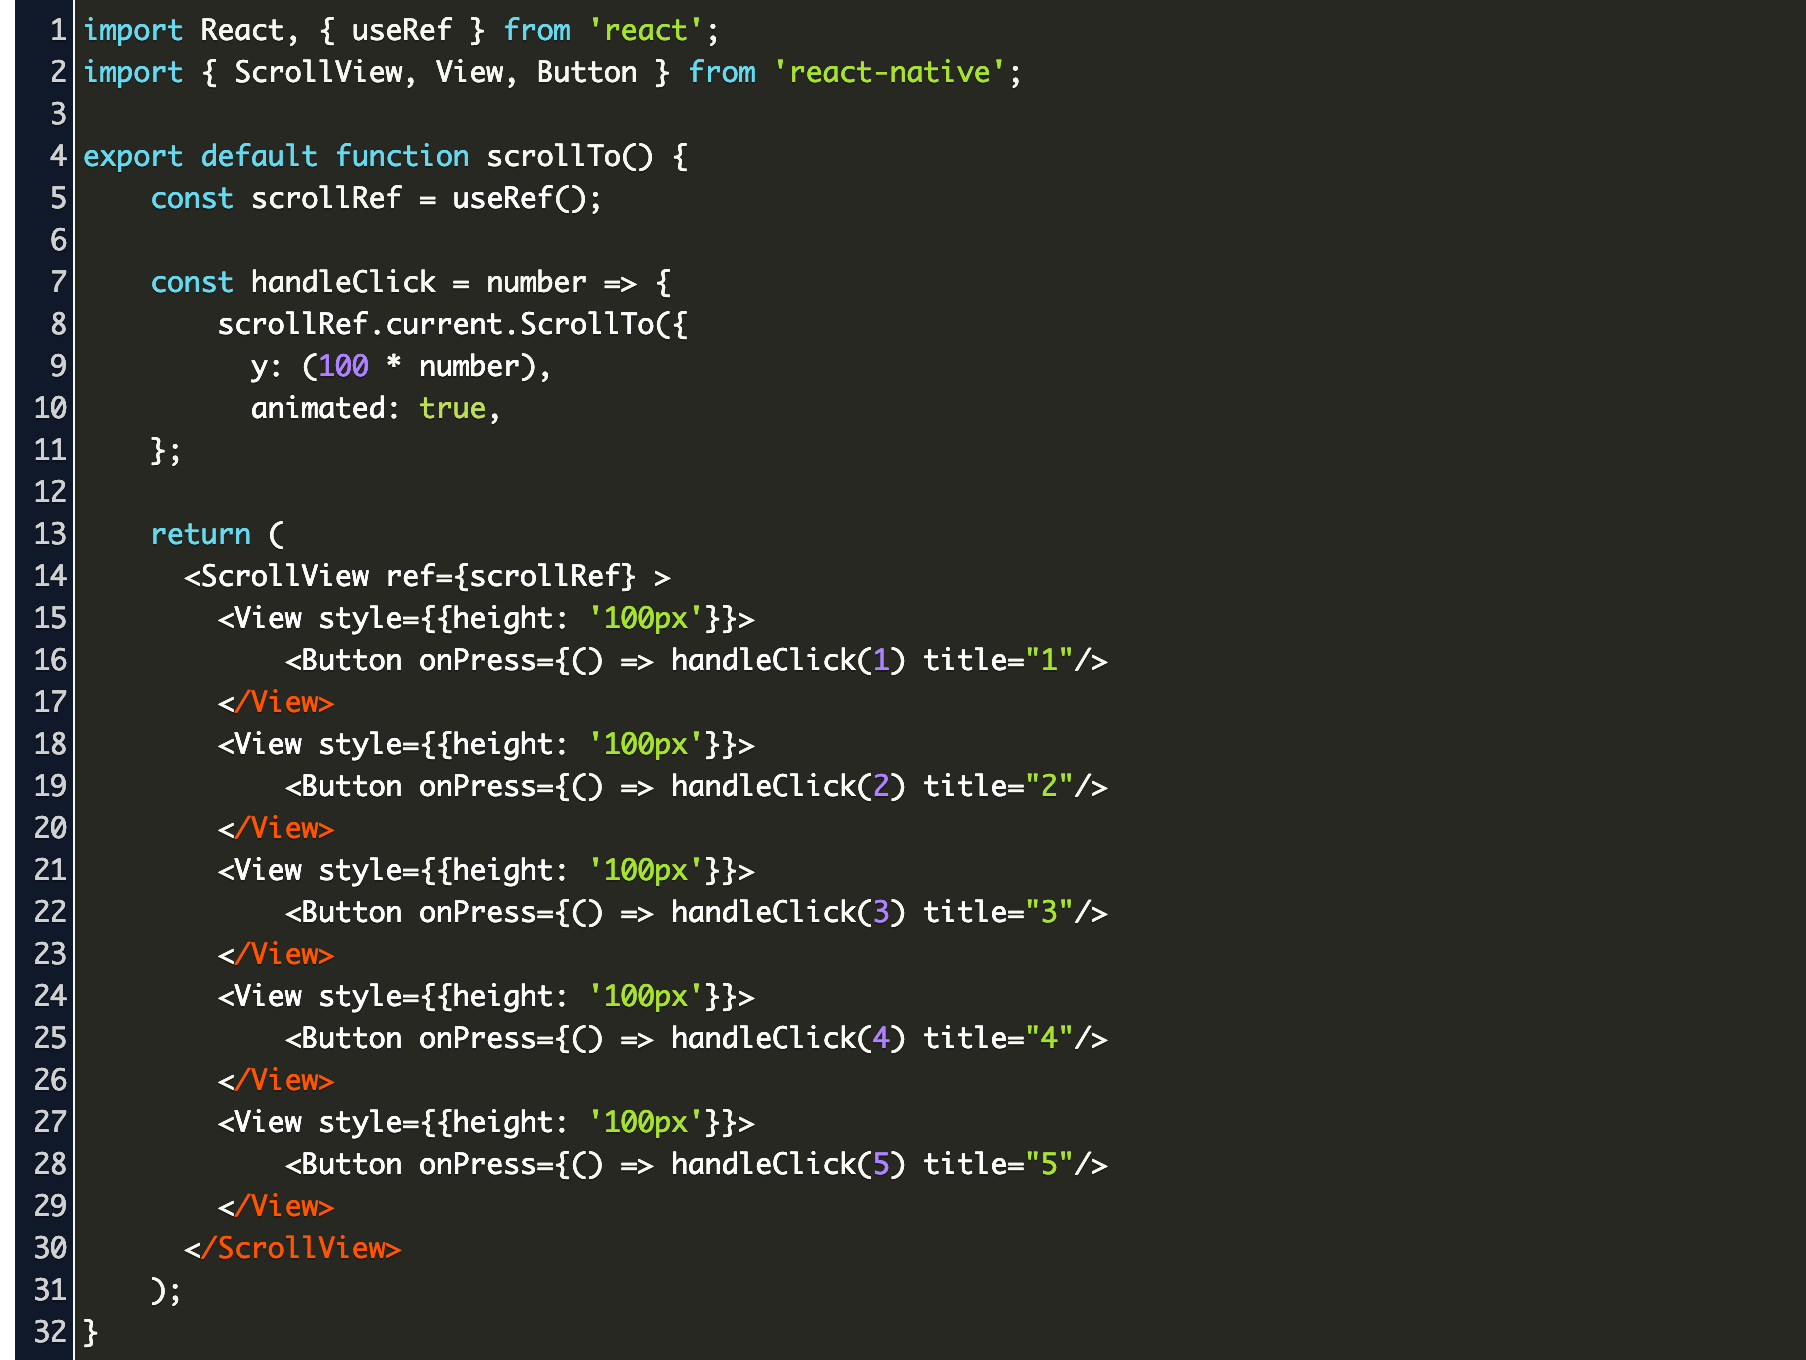 1 import React, { useRef } from 'react';
2 import { ScrollView, View, Button } from 'react-native';
3
4 export default function scrollTo() {
5     const scrollRef = useRef();
6
7     const handleClick = number => {
8         scrollRef.current.ScrollTo({
9           y: (100 * number),
10           animated: true,
11     };
12
13     return (
14       <ScrollView ref={scrollRef} >
15         <View style={{height: '100px'}}>
16             <Button onPress={() => handleClick(1) title="1"/>
17         </View>
18         <View style={{height: '100px'}}>
19             <Button onPress={() => handleClick(2) title="2"/>
20         </View>
21         <View style={{height: '100px'}}>
22             <Button onPress={() => handleClick(3) title="3"/>
23         </View>
24         <View style={{height: '100px'}}>
25             <Button onPress={() => handleClick(4) title="4"/>
26         </View>
27         <View style={{height: '100px'}}>
28             <Button onPress={() => handleClick(5) title="5"/>
29         </View>
30       </ScrollView>
31     );
32 }